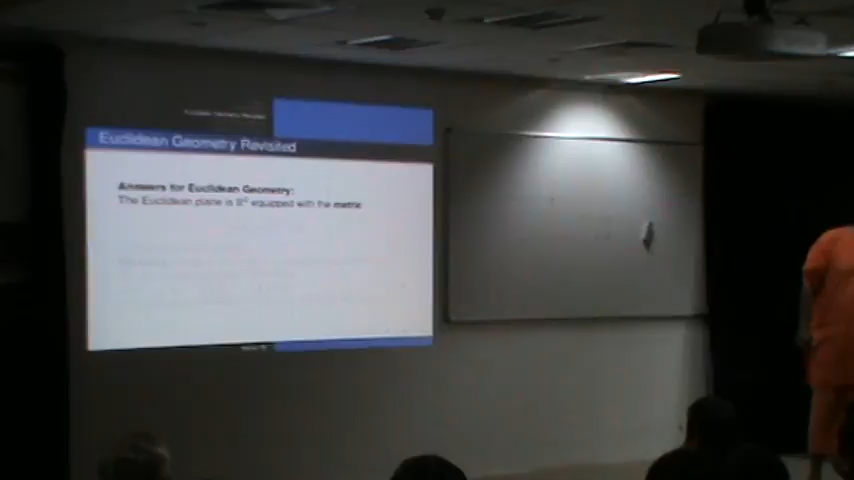 Euclidean Geometry Revisited
Answers for Euclidean Geometry:
The Euclidean plane is ℝ² equipped with the metric